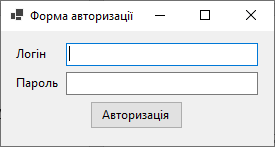 Форма авторизації
Логін
Пароль
Авторизація